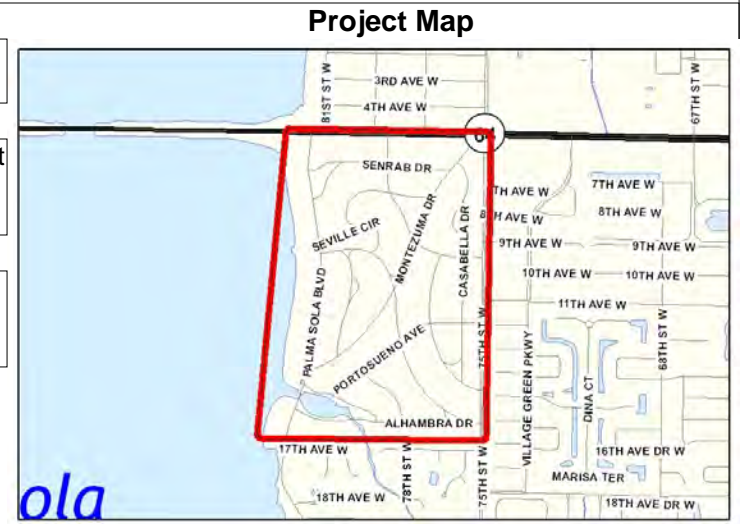 Project Map
t
81ST ST W
3RD AVE W
4TH AVE W
67TH ST W
64
SENRAB DR
7TH AVE W
TH AVE W
8TH AVE W
H AVE W
SEVILLE CIR
MONTEZUMA DR
CASABELLA DR
9TH AVE W
9TH AVE W
10TH AVE W
10TH AVE W
11TH AVE W
PALMA SOLA BLVD
PORTOSUENO AVE
75TH ST W
VILLAGE GREEN PKWY
DINA CT
68TH ST W
ALHAMBRA DR
17TH AVE W
78TH ST W
75TH ST W
16TH AVE DR W
MARISA TER
18TH AVE W
18TH AVE DR W
ola